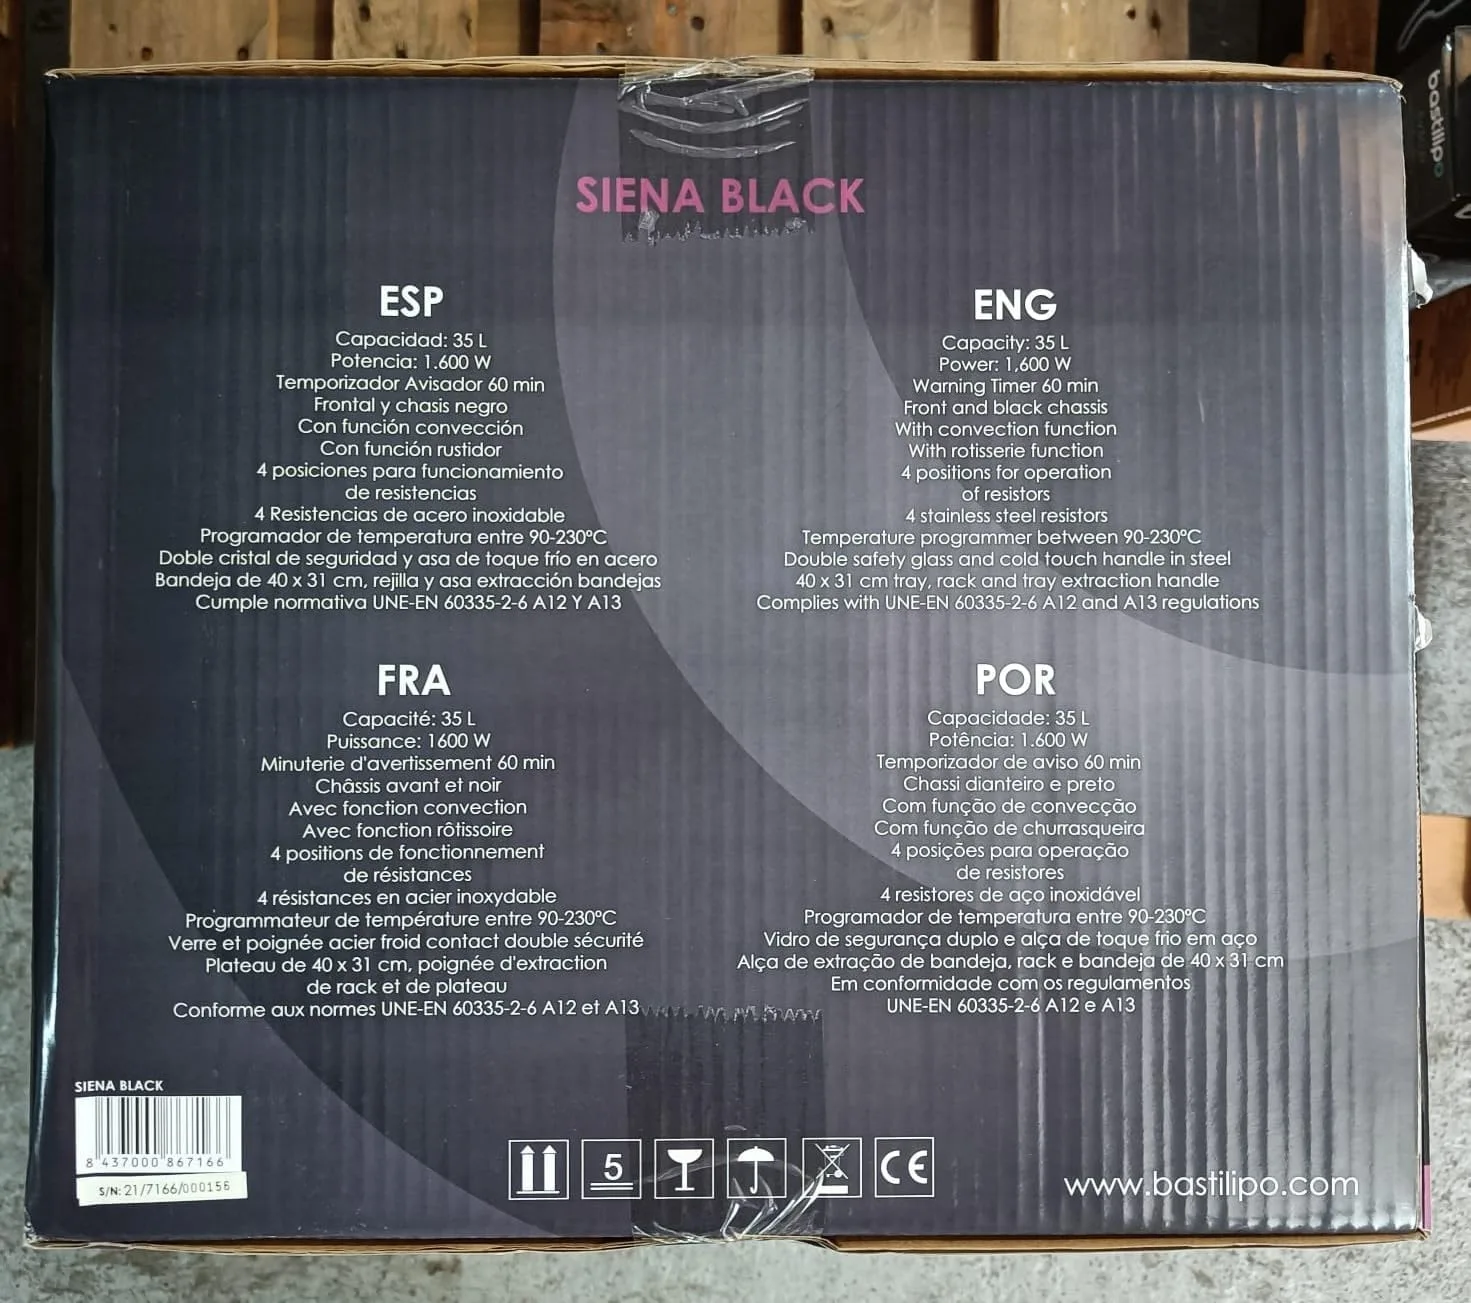 bastilipo
SIENA BLACK
ESP
Capacidad: 35 L
Potencia: 1.600 W
Temporizador Avisador 60 min
Frontal y chasis negro
Con función convección
Con función rustidor
4 posiciones para funcionamiento
de resistencias
4 Resistencias de acero inoxidable
Programador de temperatura entre 90-230ºC
Doble cristal de seguridad y asa de toque frío en acero
Bandeja de 40 x 31 cm, rejilla y asa extracción bandejas
Cumple normativa UNE-EN 60335-2-6 A12 Y A13
ENG
Capacity: 35 L
Power: 1,600 W
Warning Timer 60 min
Front and black chassis
With convection function
With rotisserie function
4 positions for operation
of resistors
4 stainless steel resistors
Temperature programmer between 90-230ºC
Double safety glass and cold touch handle in steel
40 x 31 cm tray, rack and tray extraction handle
Complies with UNE-EN 60335-2-6 A12 and A13 regulations
FRA
Capacité: 35 L
Puissance: 1600 W
Minuterie d'avertissement 60 min
Châssis avant et noir
Avec fonction convection
Avec fonction rôtissoire
4 positions de fonctionnement
de résistances
4 résistances en acier inoxydable
Programmateur de température entre 90-230ºC
Verre et poignée acier froid contact double sécurité
Plateau de 40 x 31 cm, poignée d'extraction
de rack et de plateau
Conforme aux normes UNE-EN 60335-2-6 A12 et A13
POR
Capacidade: 35 L
Potência: 1.600 W
Temporizador de aviso 60 min
Chassi dianteiro e preto
Com função de convecção
Com função de churrasqueira
4 posições para operação
de resistores
4 resistores de aço inoxidável
Programador de temperatura entre 90-230ºC
Vidro de segurança duplo e alça de toque frio em aço
Alça de extração de bandeja, rack e bandeja de 40 x 31 cm
Em conformidade com os regulamentos
UNE-EN 60335-2-6 A12 e A13
SIENA BLACK
8 437000 867166
S/N: 21/7166/000156
5
CE
www.bastilipo.com